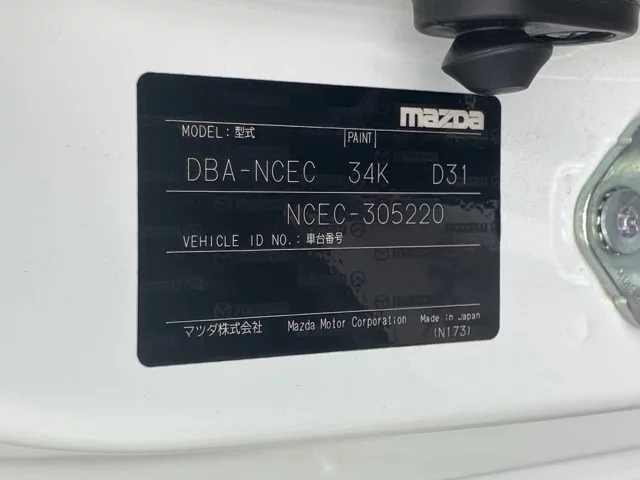 mazda
MODEL: 型式 PAINT
DBA-NCEC 34K D31
NCEC-305220
VEHICLE ID NO.: 車台番号
マツダ株式会社 Mazda Motor Corporation Made in Japan
(N173)